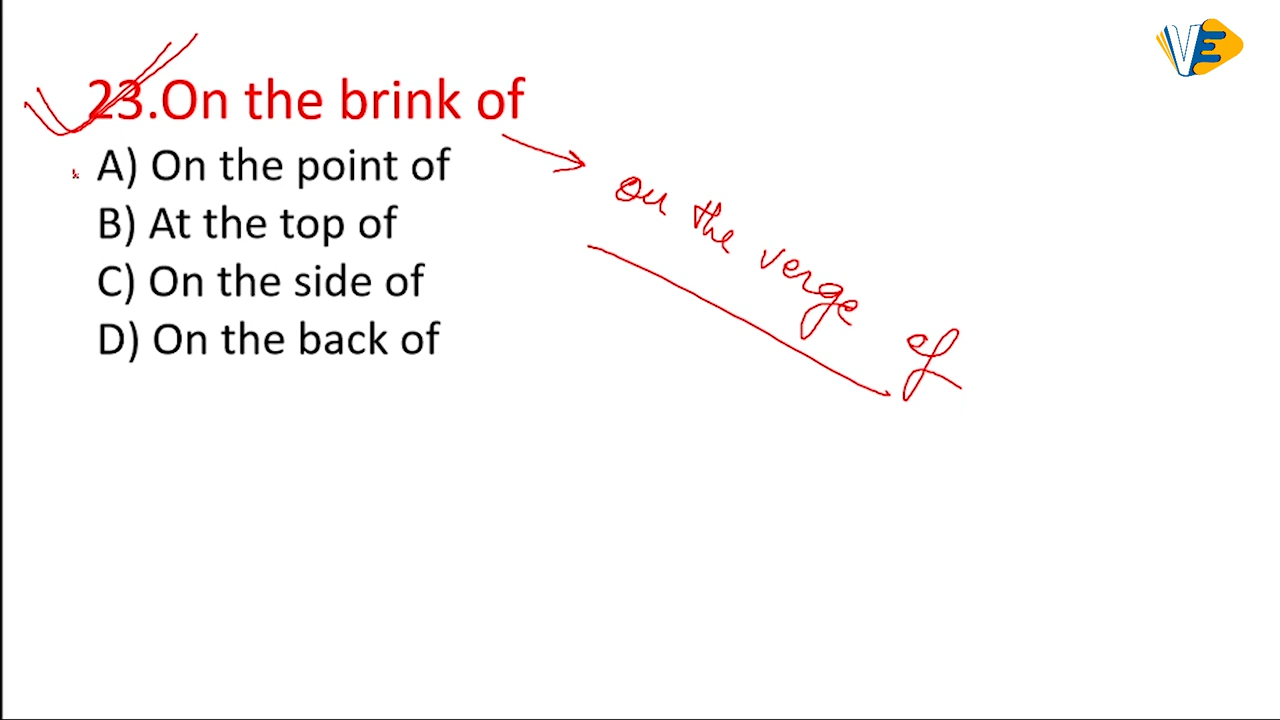 VE
23.On the brink of
A) On the point of
B) At the top of
C) On the side of
D) On the back of
on the verge of